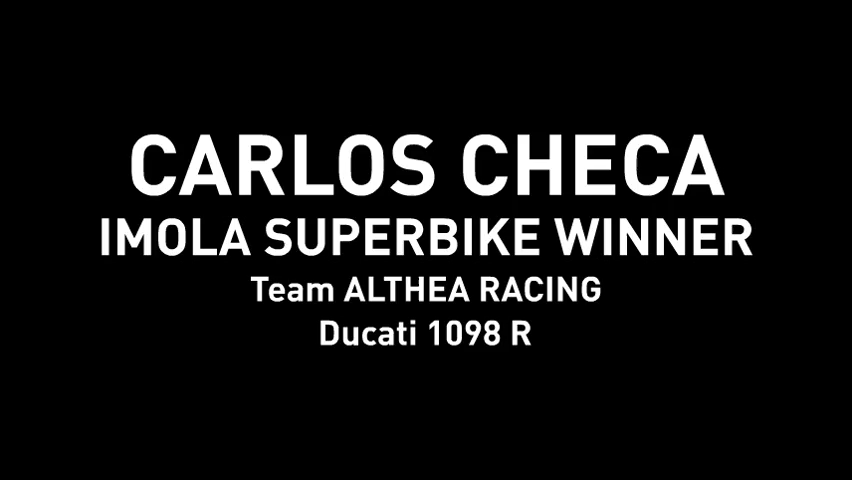 CARLOS CHECA
IMOLA SUPERBIKE WINNER
Team ALTHEA RACING
Ducati 1098 R